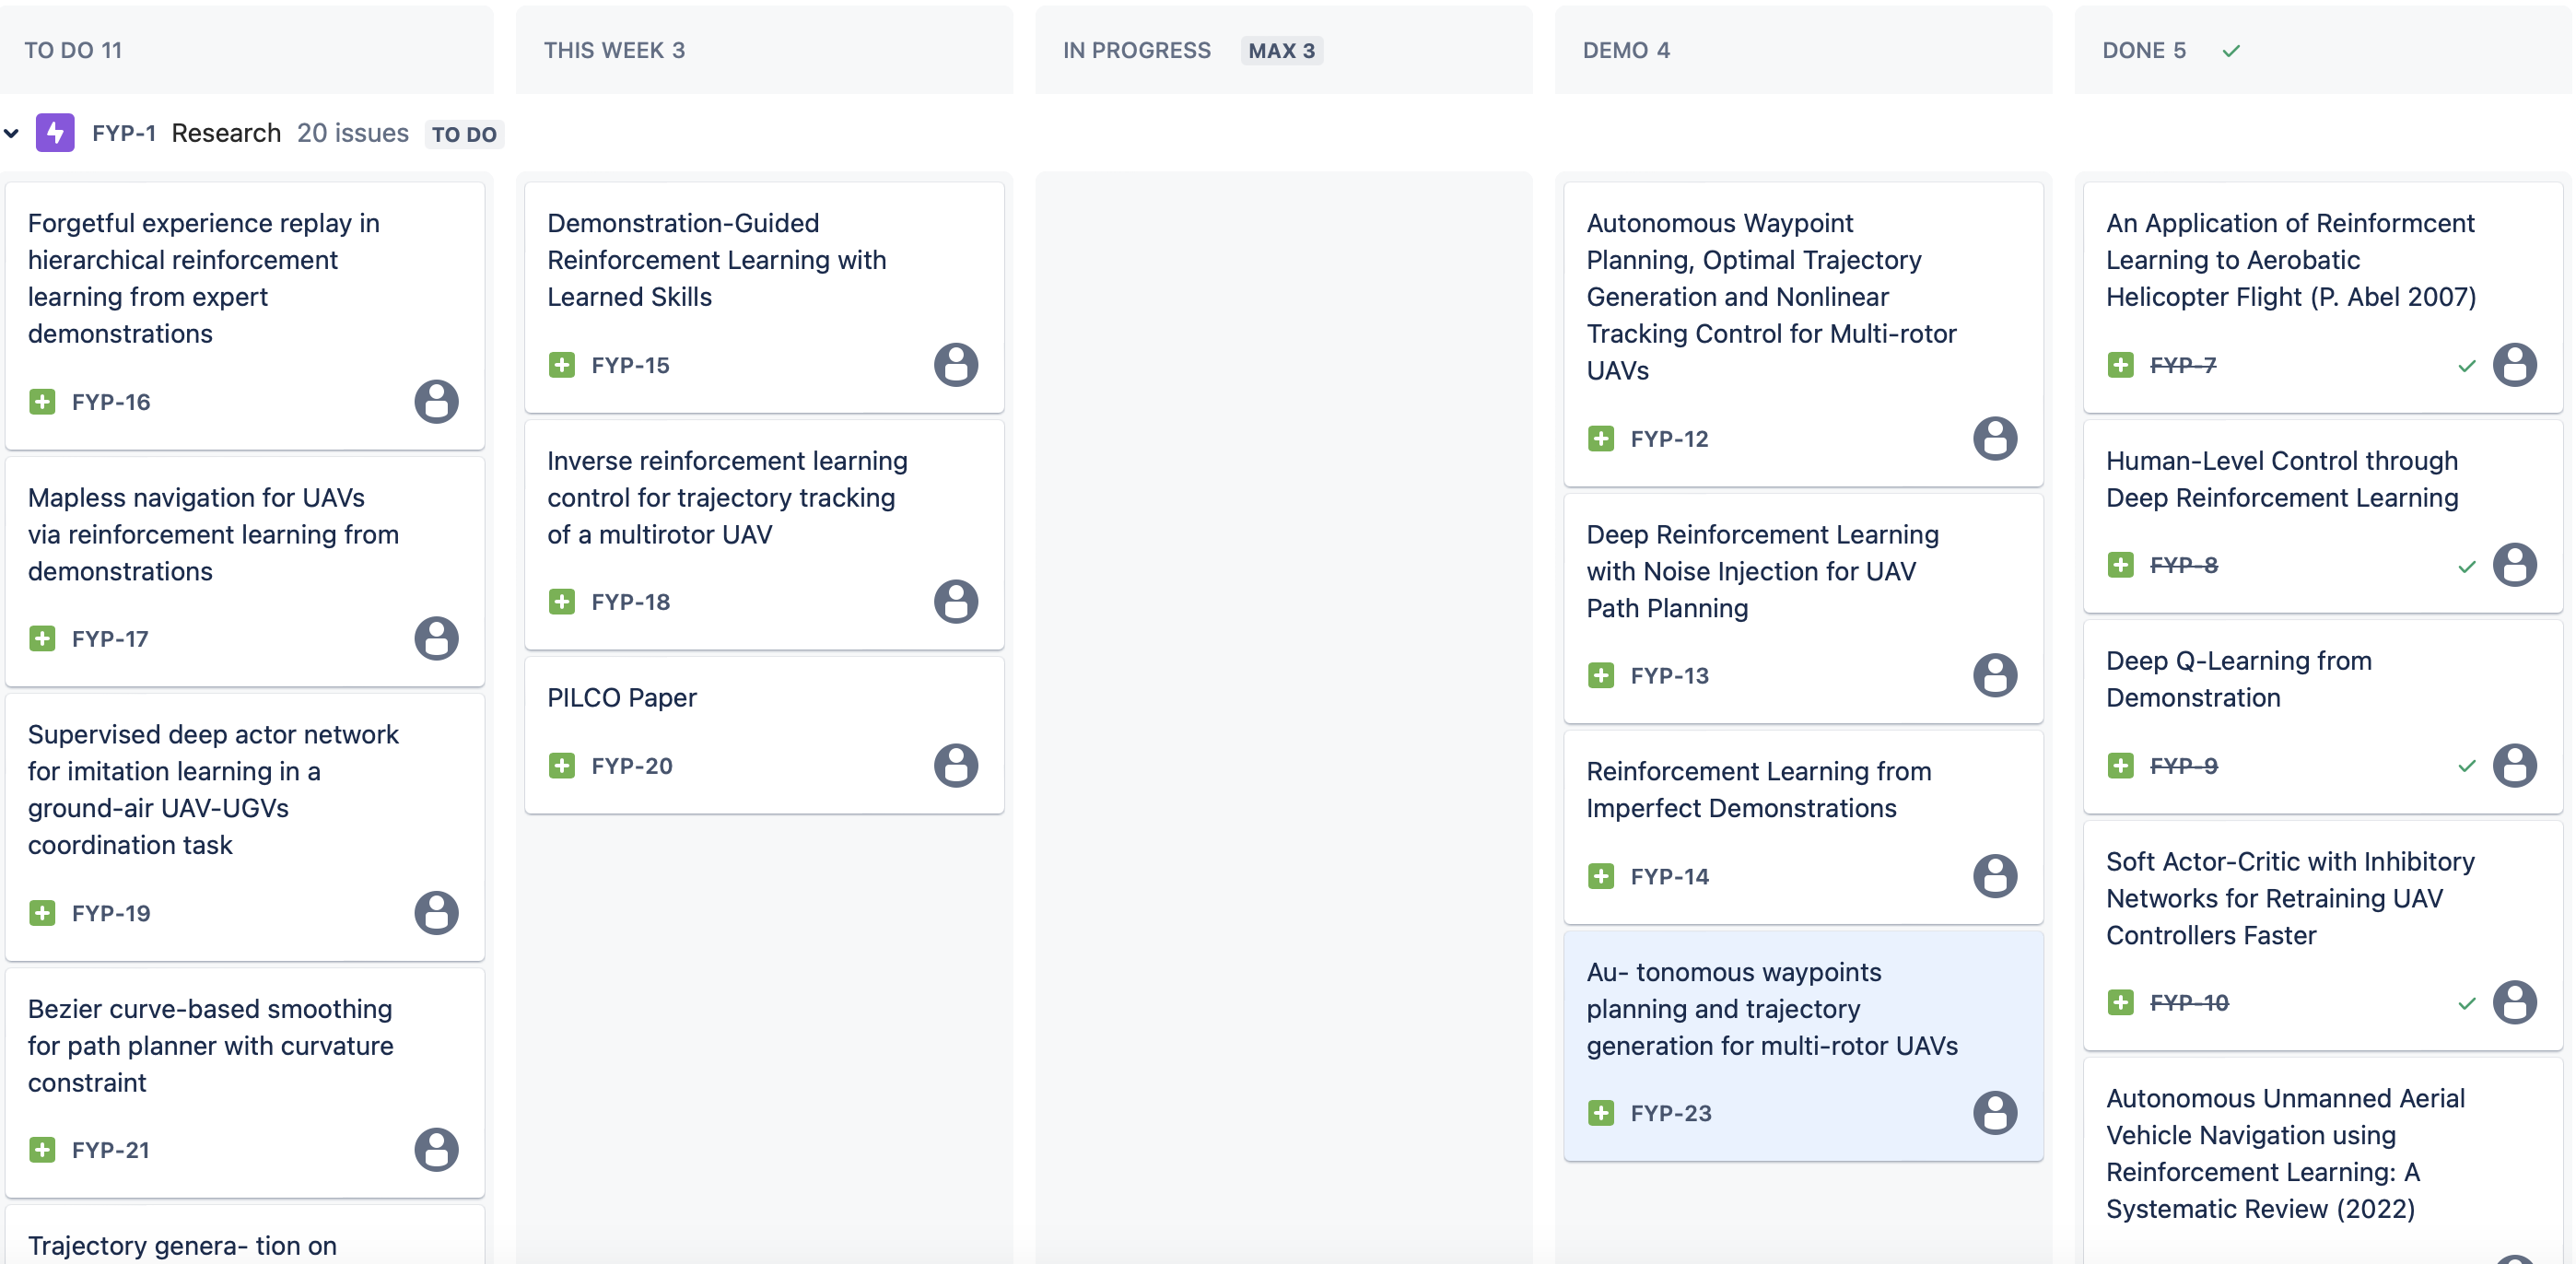 TO DO 11
THIS WEEK 3
IN PROGRESS MAX 3
DEMO 4
DONE 5
FYP-1 Research 20 issues TO DO
Forgetful experience replay in
hierarchical reinforcement
learning from expert
demonstrations
FYP-16
Mapless navigation for UAVs
via reinforcement learning from
demonstrations
FYP-17
Supervised deep actor network
for imitation learning in a
ground-air UAV-UGVs
coordination task
FYP-19
Bezier curve-based smoothing
for path planner with curvature
constraint
FYP-21
Trajectory genera- tion on
Demonstration-Guided
Reinforcement Learning with
Learned Skills
FYP-15
Inverse reinforcement learning
control for trajectory tracking
of a multirotor UAV
FYP-18
PILCO Paper
FYP-20
Autonomous Waypoint
Planning, Optimal Trajectory
Generation and Nonlinear
Tracking Control for Multi-rotor
UAVs
FYP-12
Deep Reinforcement Learning
with Noise Injection for UAV
Path Planning
FYP-13
Reinforcement Learning from
Imperfect Demonstrations
FYP-14
Au- tonomous waypoints
planning and trajectory
generation for multi-rotor UAVs
FYP-23
An Application of Reinformcent
Learning to Aerobatic
Helicopter Flight (P. Abel 2007)
FYP-7
Human-Level Control through
Deep Reinforcement Learning
FYP-8
Deep Q-Learning from
Demonstration
FYP-9
Soft Actor-Critic with Inhibitory
Networks for Retraining UAV
Controllers Faster
FYP-10
Autonomous Unmanned Aerial
Vehicle Navigation using
Reinforcement Learning: A
Systematic Review (2022)